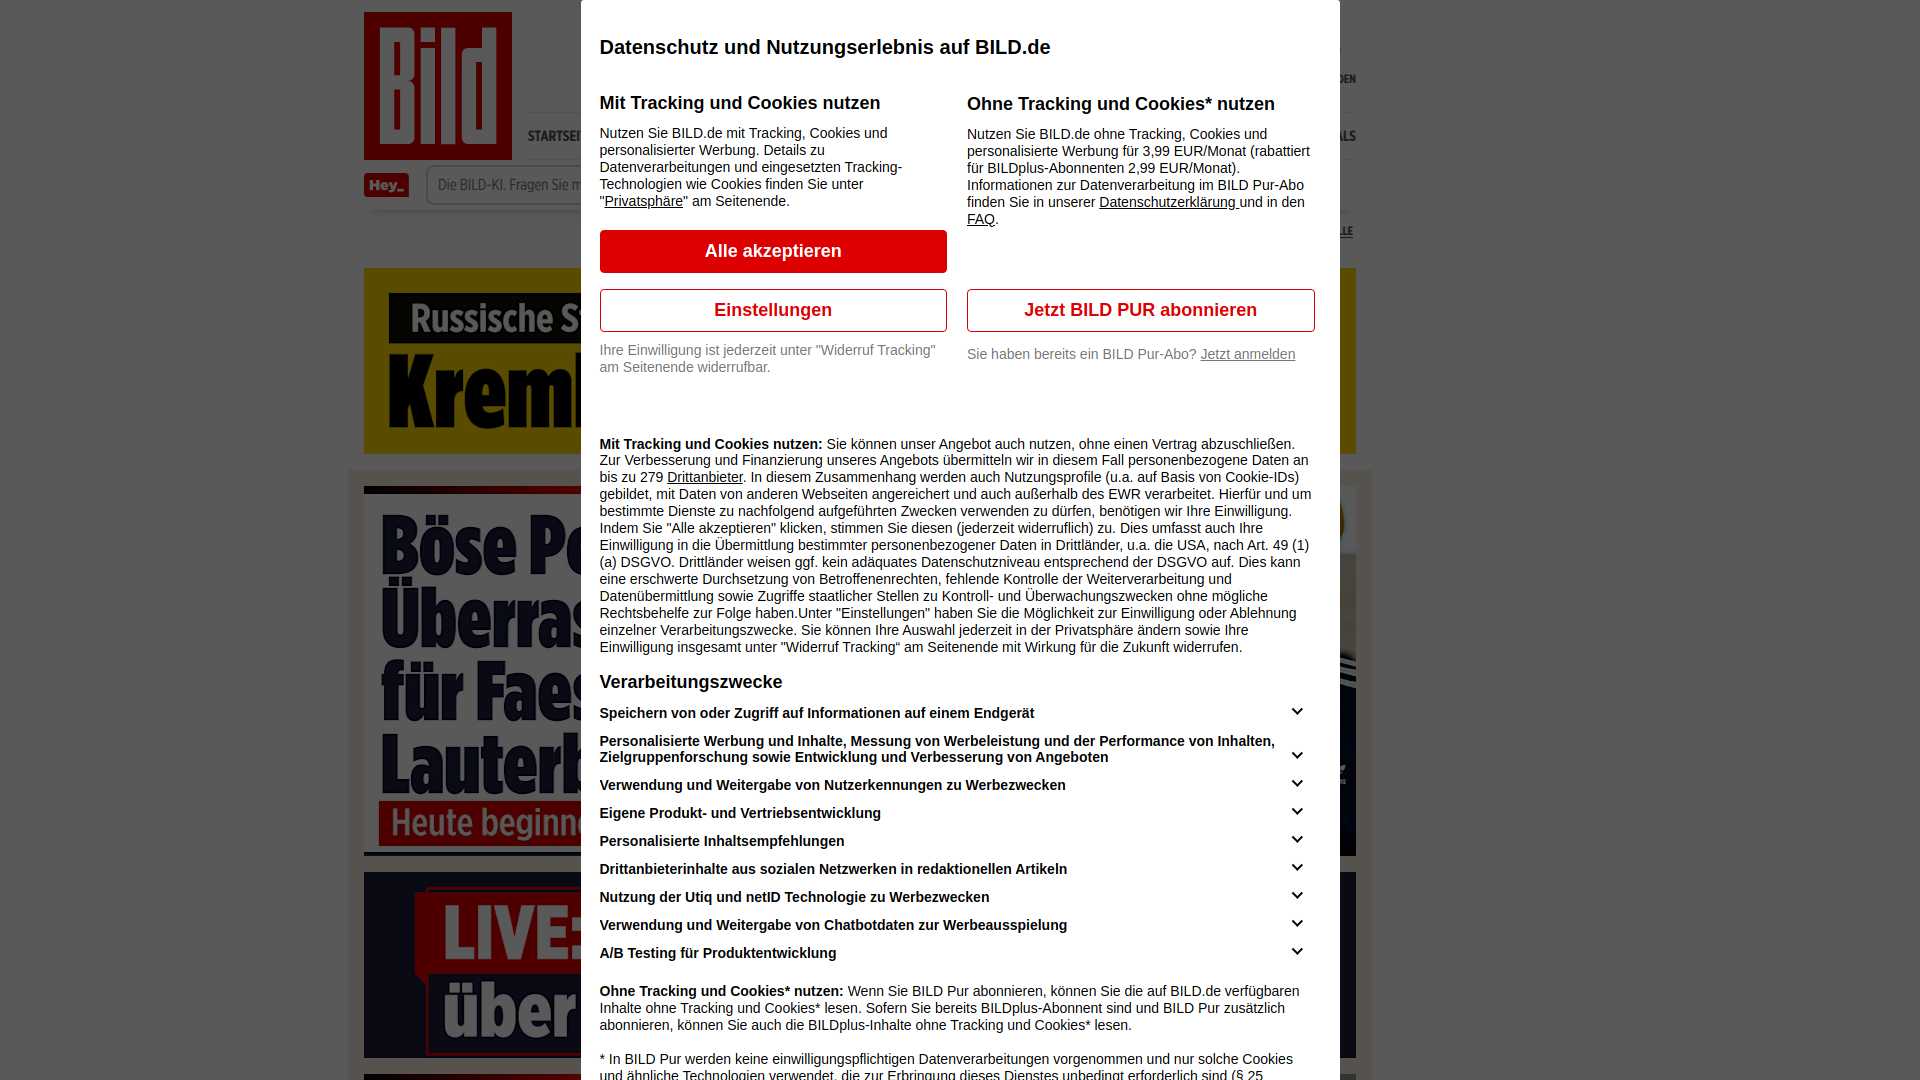 Bild
STARTSEI
Hey_
Die BILD-KI. Fragen Sie m
Russische S
Kreml
Böse Po
Überras
für Faes
Lauterb
Heute beginn
LIVE:
über
Datenschutz und Nutzungserlebnis auf BILD.de
Mit Tracking und Cookies nutzen
Nutzen Sie BILD.de mit Tracking, Cookies und
personalisierter Werbung. Details zu
Datenverarbeitungen und eingesetzten Tracking-
Technologien wie Cookies finden Sie unter
"Privatsphäre" am Seitenende.
Alle akzeptieren
Einstellungen
Ihre Einwilligung ist jederzeit unter "Widerruf Tracking"
am Seitenende widerrufbar.
Ohne Tracking und Cookies* nutzen
Nutzen Sie BILD.de ohne Tracking, Cookies und
personalisierte Werbung für 3,99 EUR/Monat (rabattiert
für BILDplus-Abonnenten 2,99 EUR/Monat).
Informationen zur Datenverarbeitung im BILD Pur-Abo
finden Sie in unserer Datenschutzerklärung und in den
FAQ.
Jetzt BILD PUR abonnieren
Sie haben bereits ein BILD Pur-Abo? Jetzt anmelden
Mit Tracking und Cookies nutzen: Sie können unser Angebot auch nutzen, ohne einen Vertrag abzuschließen.
Zur Verbesserung und Finanzierung unseres Angebots übermitteln wir in diesem Fall personenbezogene Daten an
bis zu 279 Drittanbieter. In diesem Zusammenhang werden auch Nutzungsprofile (u.a. auf Basis von Cookie-IDs)
gebildet, mit Daten von anderen Webseiten angereichert und auch außerhalb des EWR verarbeitet. Hierfür und um
bestimmte Dienste zu nachfolgend aufgeführten Zwecken verwenden zu dürfen, benötigen wir Ihre Einwilligung.
Indem Sie "Alle akzeptieren" klicken, stimmen Sie diesen (jederzeit widerruflich) zu. Dies umfasst auch Ihre
Einwilligung in die Übermittlung bestimmter personenbezogener Daten in Drittländer, u.a. die USA, nach Art. 49 (1)
(a) DSGVO. Drittländer weisen ggf. kein adäquates Datenschutzniveau entsprechend der DSGVO auf. Dies kann
eine erschwerte Durchsetzung von Betroffenenrechten, fehlende Kontrolle der Weiterverarbeitung und
Datenübermittlung sowie Zugriffe staatlicher Stellen zu Kontroll- und Überwachungszwecken ohne mögliche
Rechtsbehelfe zur Folge haben.Unter "Einstellungen" haben Sie die Möglichkeit zur Einwilligung oder Ablehnung
einzelner Verarbeitungszwecke. Sie können Ihre Auswahl jederzeit in der Privatsphäre ändern sowie Ihre
Einwilligung insgesamt unter "Widerruf Tracking“ am Seitenende mit Wirkung für die Zukunft widerrufen.
Verarbeitungszwecke
Speichern von oder Zugriff auf Informationen auf einem Endgerät
Personalisierte Werbung und Inhalte, Messung von Werbeleistung und der Performance von Inhalten,
Zielgruppenforschung sowie Entwicklung und Verbesserung von Angeboten
Verwendung und Weitergabe von Nutzerkennungen zu Werbezwecken
Eigene Produkt- und Vertriebsentwicklung
Personalisierte Inhaltsempfehlungen
Drittanbieterinhalte aus sozialen Netzwerken in redaktionellen Artikeln
Nutzung der Utiq und netID Technologie zu Werbezwecken
Verwendung und Weitergabe von Chatbotdaten zur Werbeausspielung
A/B Testing für Produktentwicklung
Ohne Tracking und Cookies* nutzen: Wenn Sie BILD Pur abonnieren, können Sie die auf BILD.de verfügbaren
Inhalte ohne Tracking und Cookies* lesen. Sofern Sie bereits BILDplus-Abonnent sind und BILD Pur zusätzlich
abonnieren, können Sie auch die BILDplus-Inhalte ohne Tracking und Cookies* lesen.
* In BILD Pur werden keine einwilligungspflichtigen Datenverarbeitungen vorgenommen und nur solche Cookies
und ähnliche Technologien verwendet, die zur Erbringung dieses Dienstes unbedingt erforderlich sind (§ 25
DEN
ALS
LLE